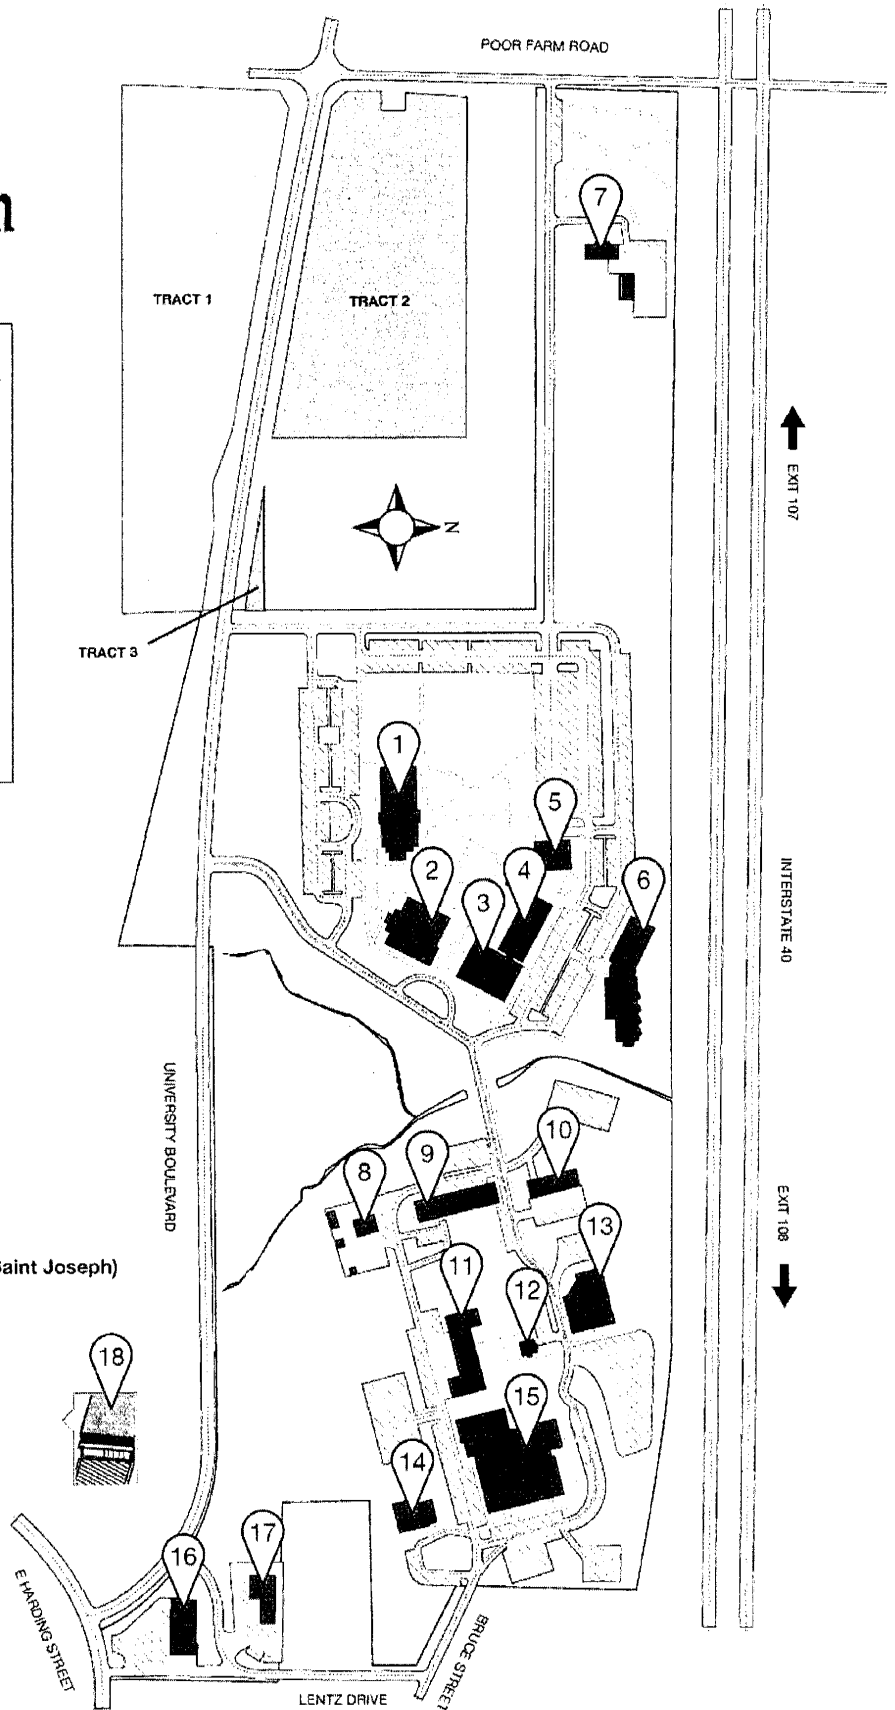 POOR FARM ROAD
n
7
TRACT 1
TRACT 2
EXIT 107
N
TRACT 3
1
5
2
4
6
3
INTERSTATE 40
UNIVERSITY BOULEVARD
10
9
8
EXIT 108
13
11
aint Joseph)
12
18
15
14
17
16
E HARDING STREET
BRUCE STREET
LENTZ DRIVE